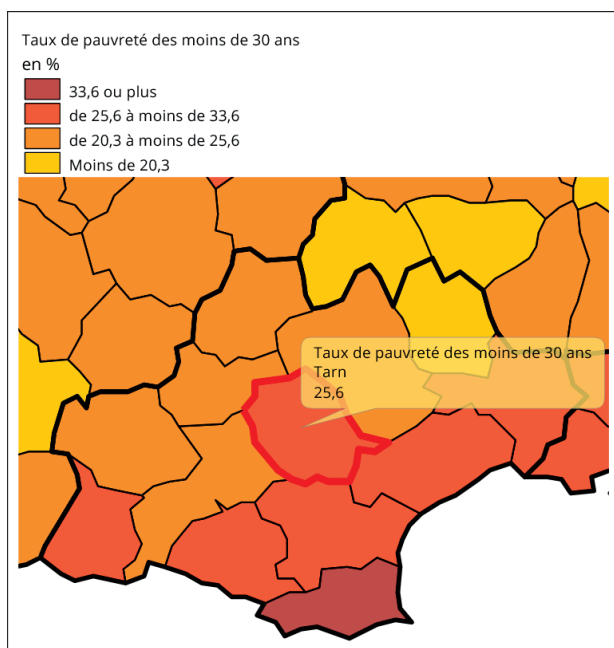 Taux de pauvreté des moins de 30 ans
en %
33,6 ou plus
de 25,6 à moins de 33,6
de 20,3 à moins de 25,6
Moins de 20,3
Taux de pauvreté des moins de 30 ans
Tarn
25,6